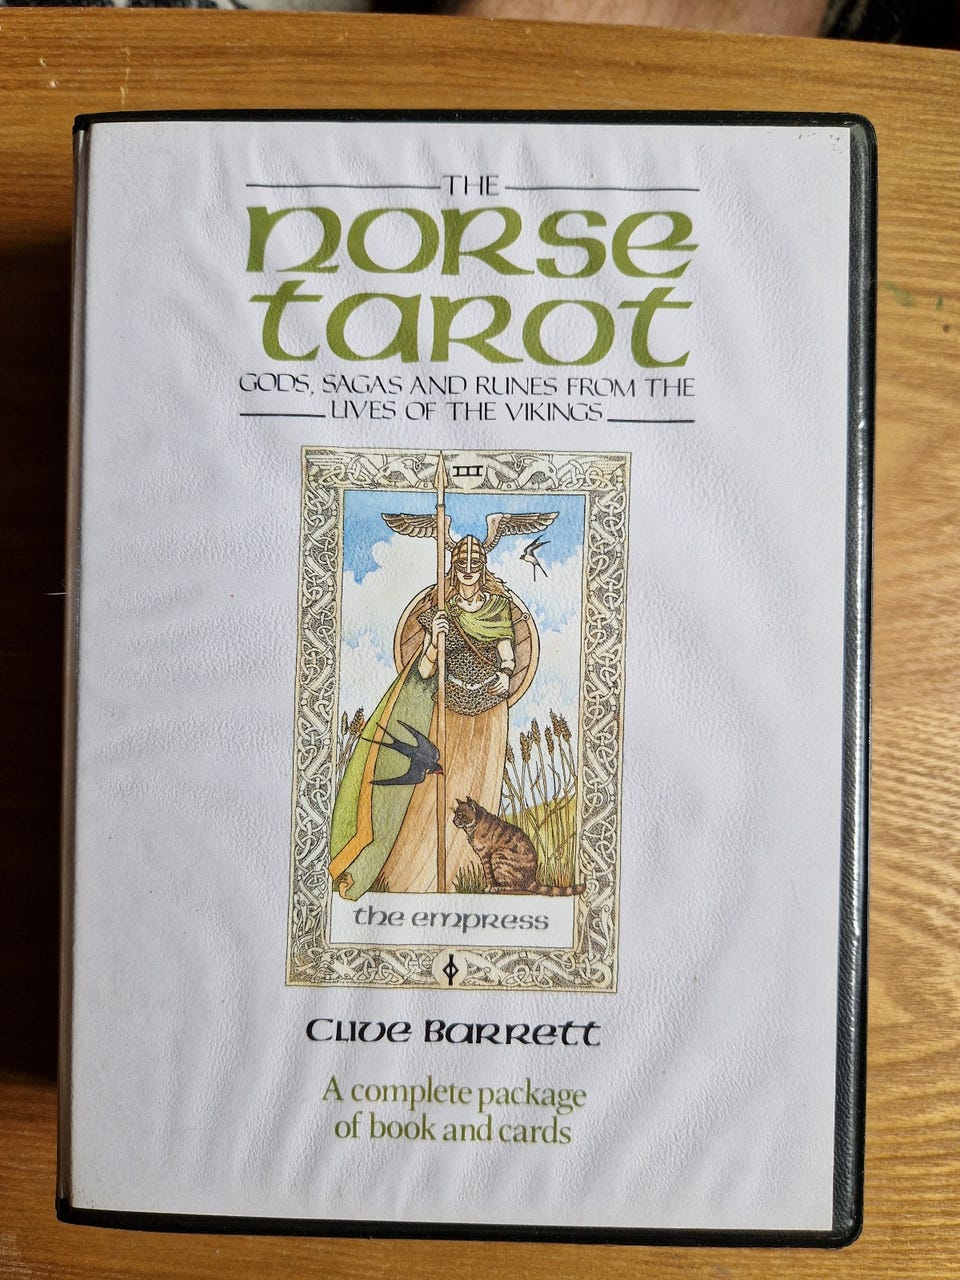 THE
NORSE
TAROT
GODS, SAGAS AND RUNES FROM THE
LIVES OF THE VIKINGS
III
the empress
Clive Barrett
A complete package
of book and cards